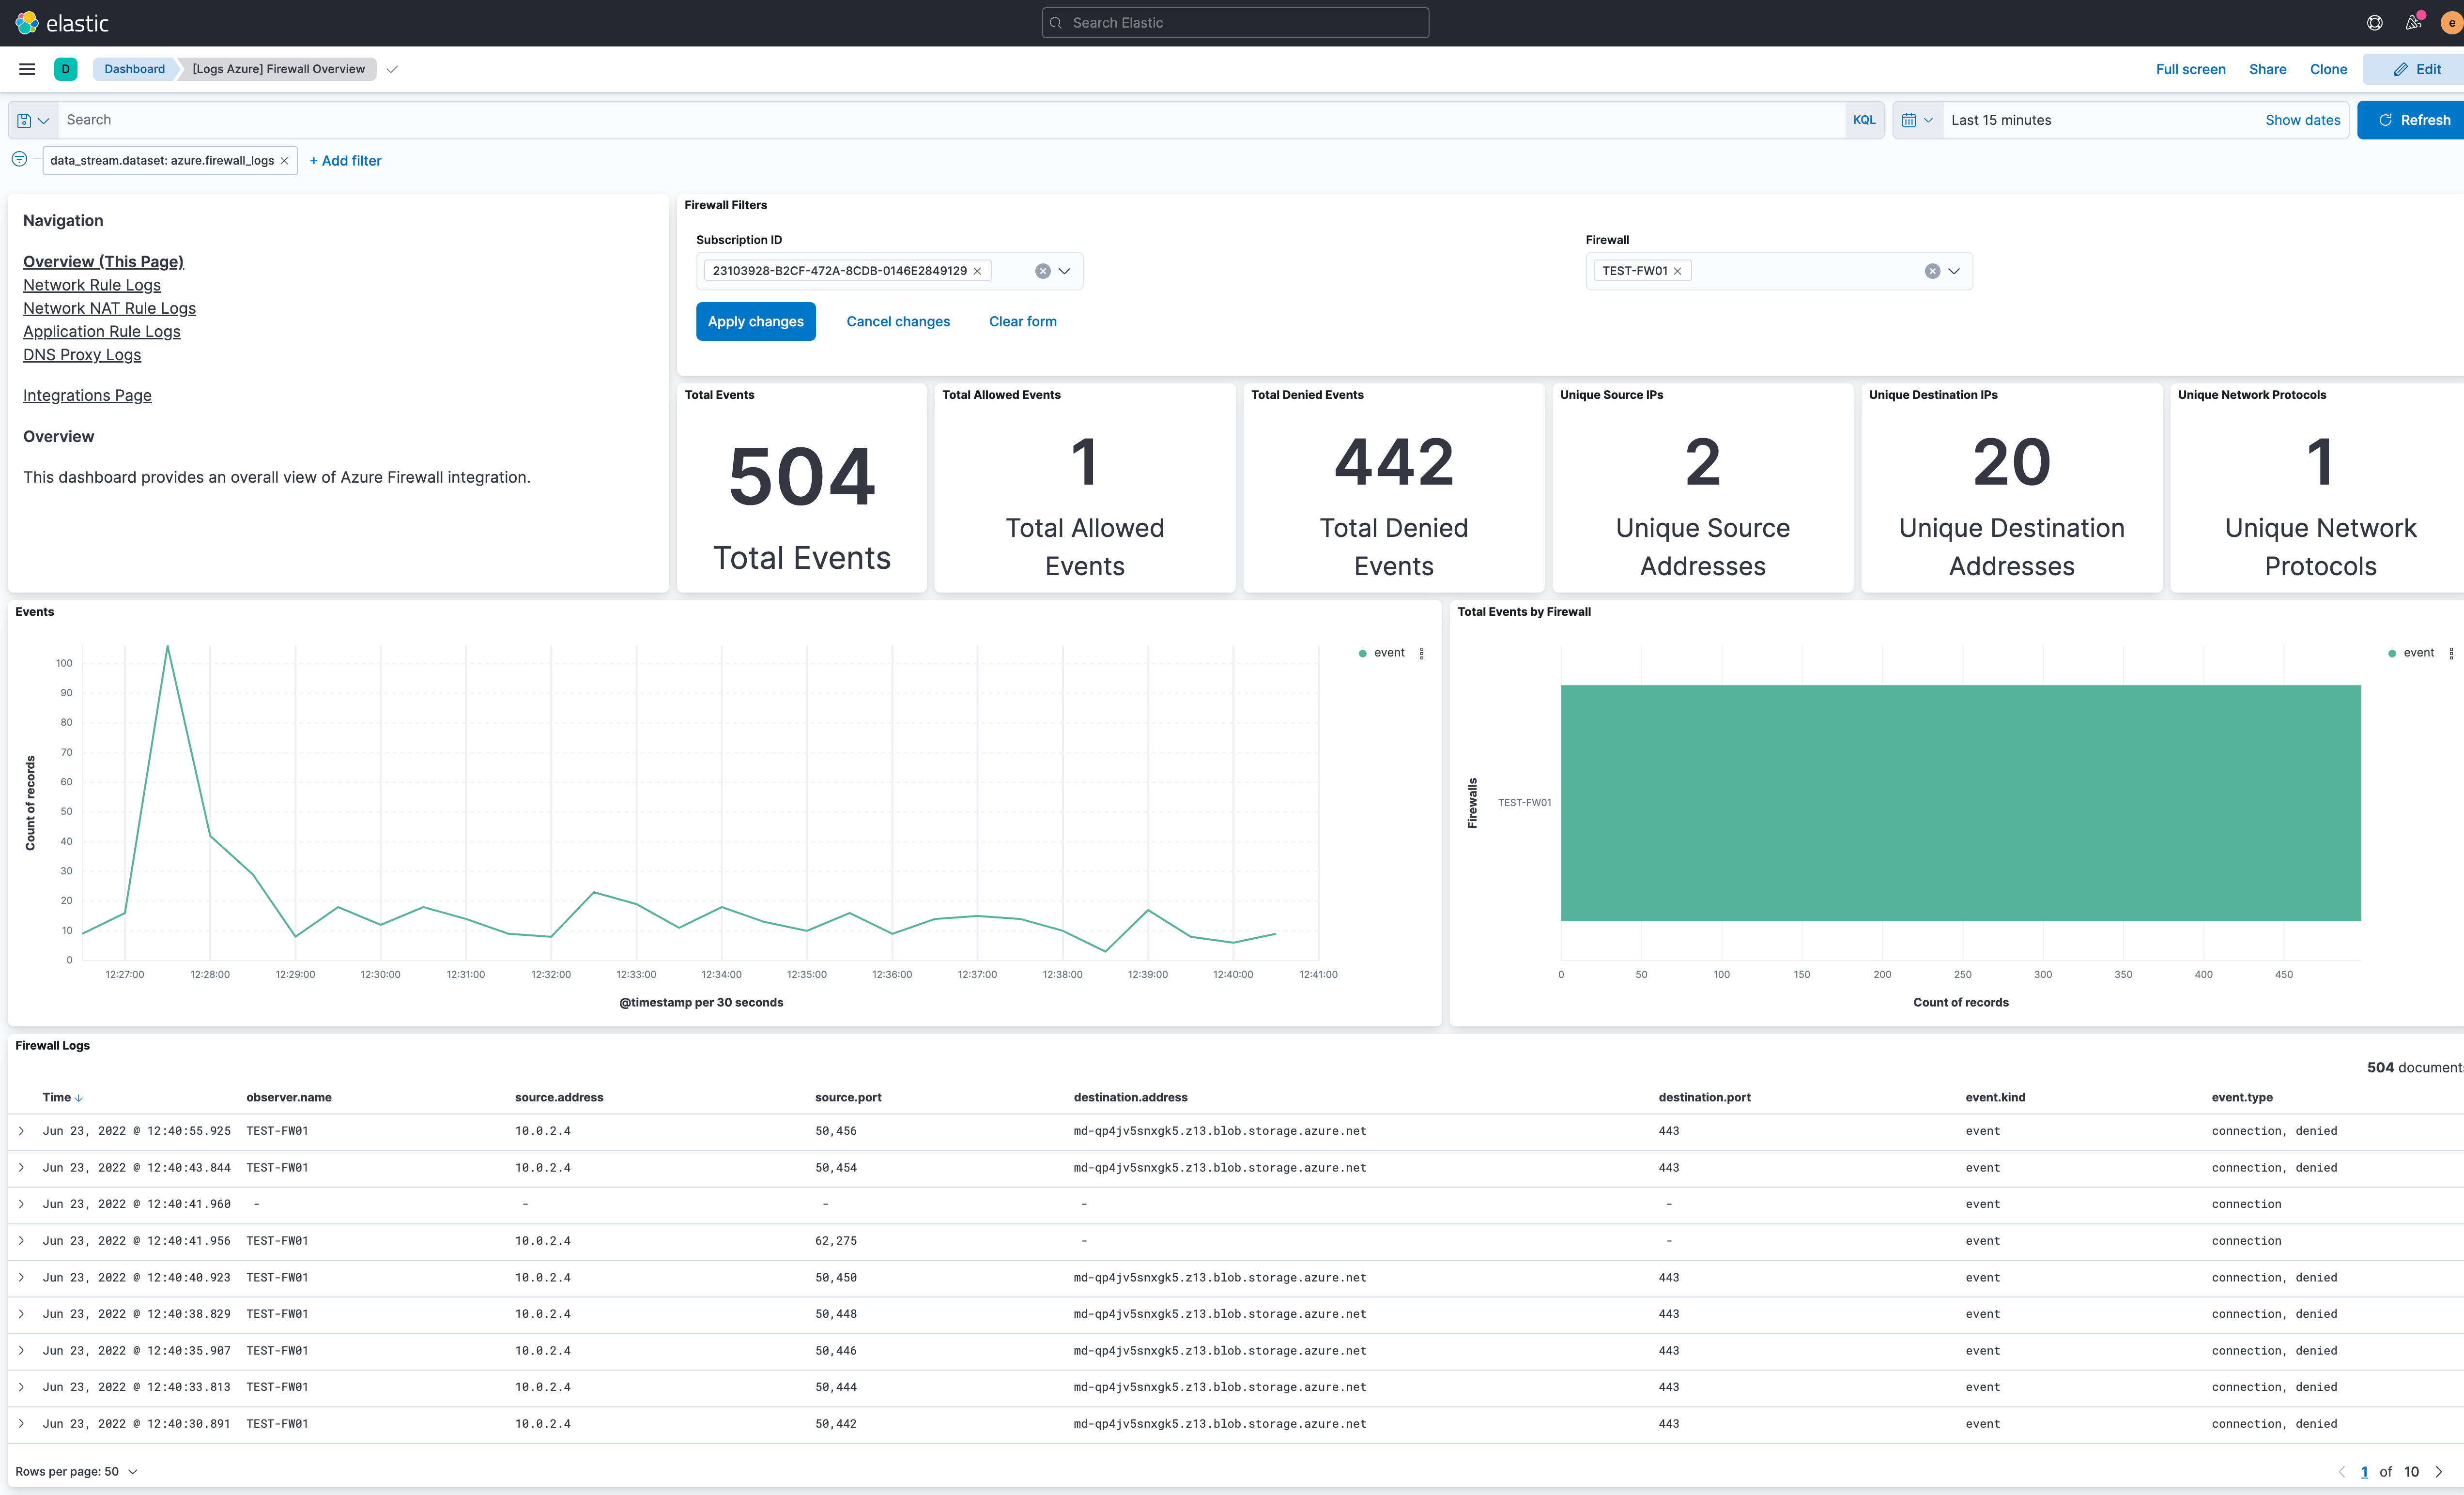 elastic
Search Elastic
e
D
Dashboard
[Logs Azure] Firewall Overview
Full screen
Share
Clone
Edit
Search
KQL
Last 15 minutes
Show dates
Refresh
data_stream.dataset: azure.firewall_logs
+ Add filter
Navigation
Overview (This Page)
Network Rule Logs
Network NAT Rule Logs
Application Rule Logs
DNS Proxy Logs
Integrations Page
Overview
This dashboard provides an overall view of Azure Firewall integration.
Firewall Filters
Subscription ID
23103928-B2CF-472A-8CDB-0146E2849129
Firewall
TEST-FW01
Apply changes
Cancel changes
Clear form
Total Events
504
Total Events
Total Allowed Events
1
Total Allowed
Events
Total Denied Events
442
Total Denied
Events
Unique Source IPs
2
Unique Source
Addresses
Unique Destination IPs
20
Unique Destination
Addresses
Unique Network Protocols
1
Unique Network
Protocols
Events
event
Count of records
100
90
80
70
60
50
40
30
20
10
0
12:27:00 12:28:00 12:29:00 12:30:00 12:31:00 12:32:00 12:33:00 12:34:00 12:35:00 12:36:00 12:37:00 12:38:00 12:39:00 12:40:00 12:41:00
@timestamp per 30 seconds
Total Events by Firewall
event
Firewalls
TEST-FW01
0 50 100 150 200 250 300 350 400 450
Count of records
Firewall Logs
504 document
Time observer.name source.address source.port destination.address destination.port event.kind event.type
Jun 23, 2022 @ 12:40:55.925 TEST-FW01 10.0.2.4 50,456 md-qp4jv5snxgk5.z13.blob.storage.azure.net 443 event connection, denied
Jun 23, 2022 @ 12:40:43.844 TEST-FW01 10.0.2.4 50,454 md-qp4jv5snxgk5.z13.blob.storage.azure.net 443 event connection, denied
Jun 23, 2022 @ 12:40:41.960 - - - - - event connection
Jun 23, 2022 @ 12:40:41.956 TEST-FW01 10.0.2.4 62,275 - - event connection
Jun 23, 2022 @ 12:40:40.923 TEST-FW01 10.0.2.4 50,450 md-qp4jv5snxgk5.z13.blob.storage.azure.net 443 event connection, denied
Jun 23, 2022 @ 12:40:38.829 TEST-FW01 10.0.2.4 50,448 md-qp4jv5snxgk5.z13.blob.storage.azure.net 443 event connection, denied
Jun 23, 2022 @ 12:40:35.907 TEST-FW01 10.0.2.4 50,446 md-qp4jv5snxgk5.z13.blob.storage.azure.net 443 event connection, denied
Jun 23, 2022 @ 12:40:33.813 TEST-FW01 10.0.2.4 50,444 md-qp4jv5snxgk5.z13.blob.storage.azure.net 443 event connection, denied
Jun 23, 2022 @ 12:40:30.891 TEST-FW01 10.0.2.4 50,442 md-qp4jv5snxgk5.z13.blob.storage.azure.net 443 event connection, denied
Rows per page: 50
1 of 10